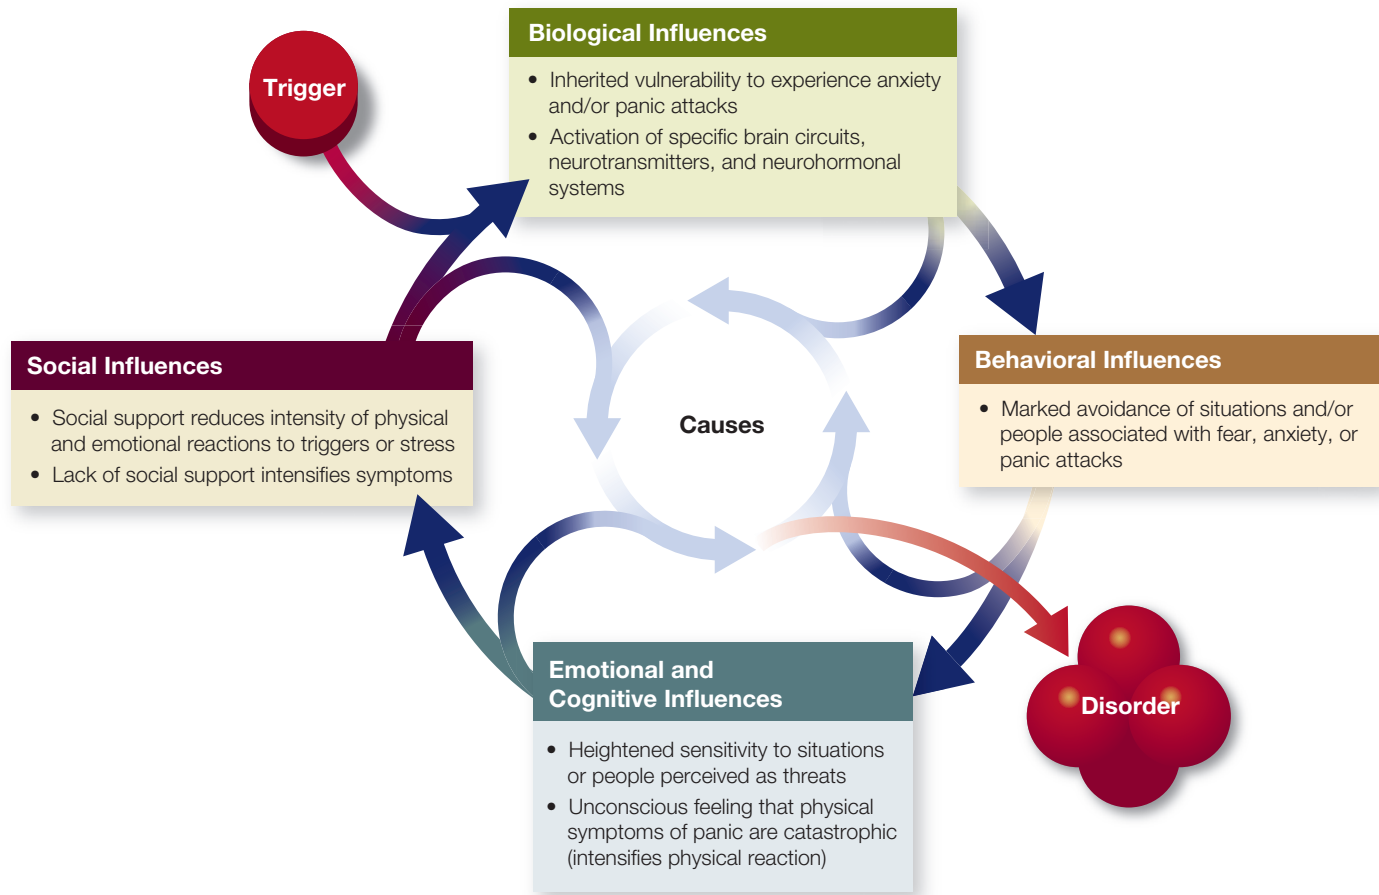 Trigger
Biological Influences
• Inherited vulnerability to experience anxiety
and/or panic attacks
• Activation of specific brain circuits,
neurotransmitters, and neurohormonal
systems
Social Influences
• Social support reduces intensity of physical
and emotional reactions to triggers or stress
• Lack of social support intensifies symptoms
Causes
Behavioral Influences
• Marked avoidance of situations and/or
people associated with fear, anxiety, or
panic attacks
Emotional and
Cognitive Influences
• Heightened sensitivity to situations
or people perceived as threats
• Unconscious feeling that physical
symptoms of panic are catastrophic
(intensifies physical reaction)
Disorder